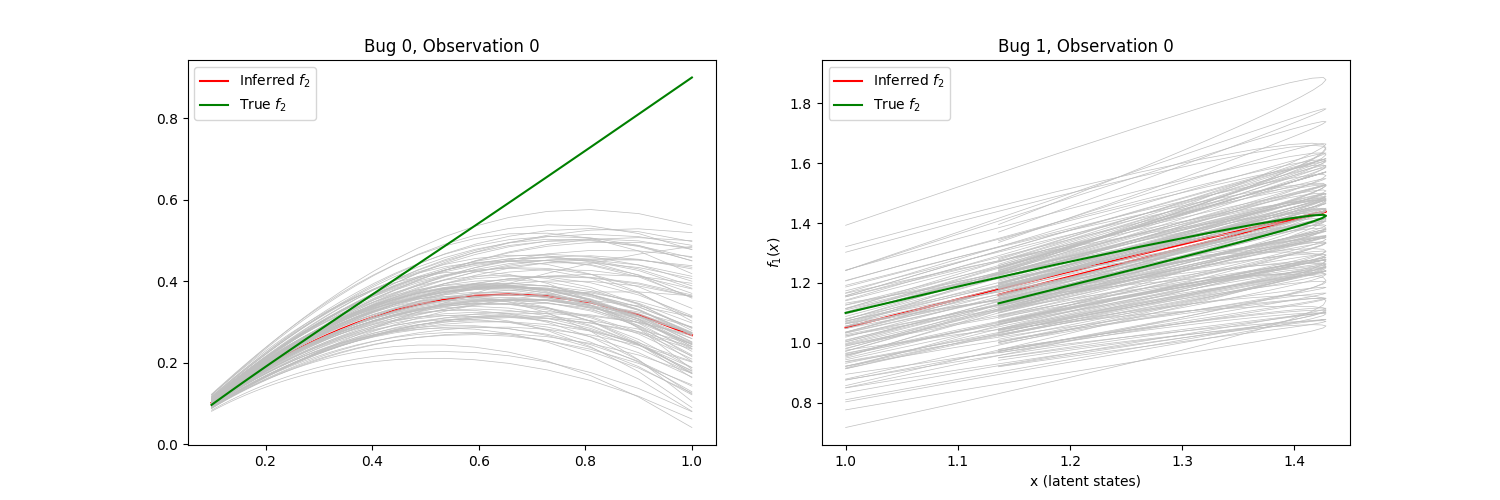 Bug 0, Observation 0
Inferred f₂
True f₂
0.8
0.6
0.4
0.2
0.0
0.2
0.4
0.6
0.8
1.0
Bug 1, Observation 0
Inferred f₂
True f₂
f₁(x)
1.8
1.6
1.4
1.2
1.0
0.8
1.0
1.1
1.2
1.3
1.4
x (latent states)